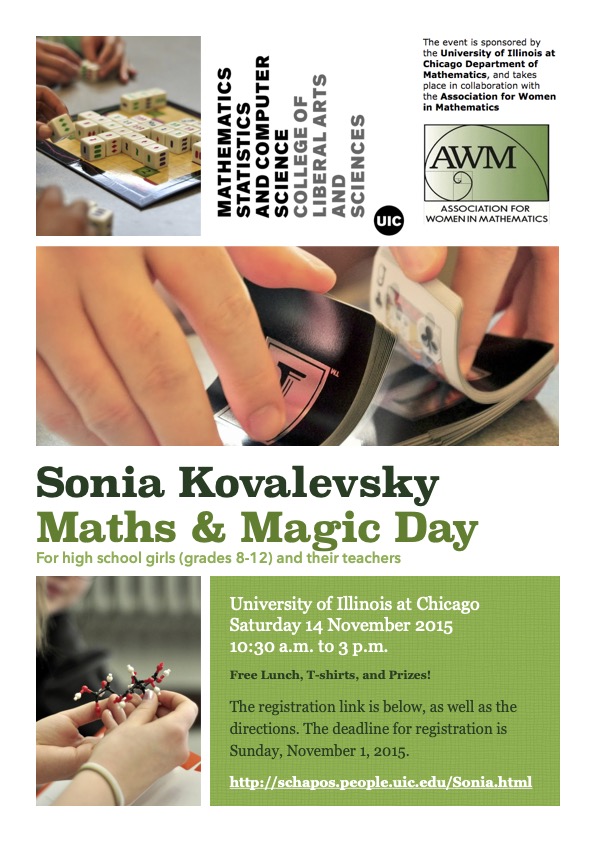 MATHEMATICS
STATISTICS
AND COMPUTER
SCIENCE
COLLEGE OF
LIBERAL ARTS
AND
SCIENCES
UIC
The event is sponsored by
the University of Illinois at
Chicago Department of
Mathematics, and takes
place in collaboration with
the Association for Women
in Mathematics
AWM
ASSOCIATION FOR
WOMEN IN MATHEMATICS
J
TM
Sonia Kovalevsky
Maths & Magic Day
For high school girls (grades 8-12) and their teachers
University of Illinois at Chicago
Saturday 14 November 2015
10:30 a.m. to 3 p.m.
Free Lunch, T-shirts, and Prizes!
The registration link is below, as well as the
directions. The deadline for registration is
Sunday, November 1, 2015.
http://schapos.people.uic.edu/Sonia.html